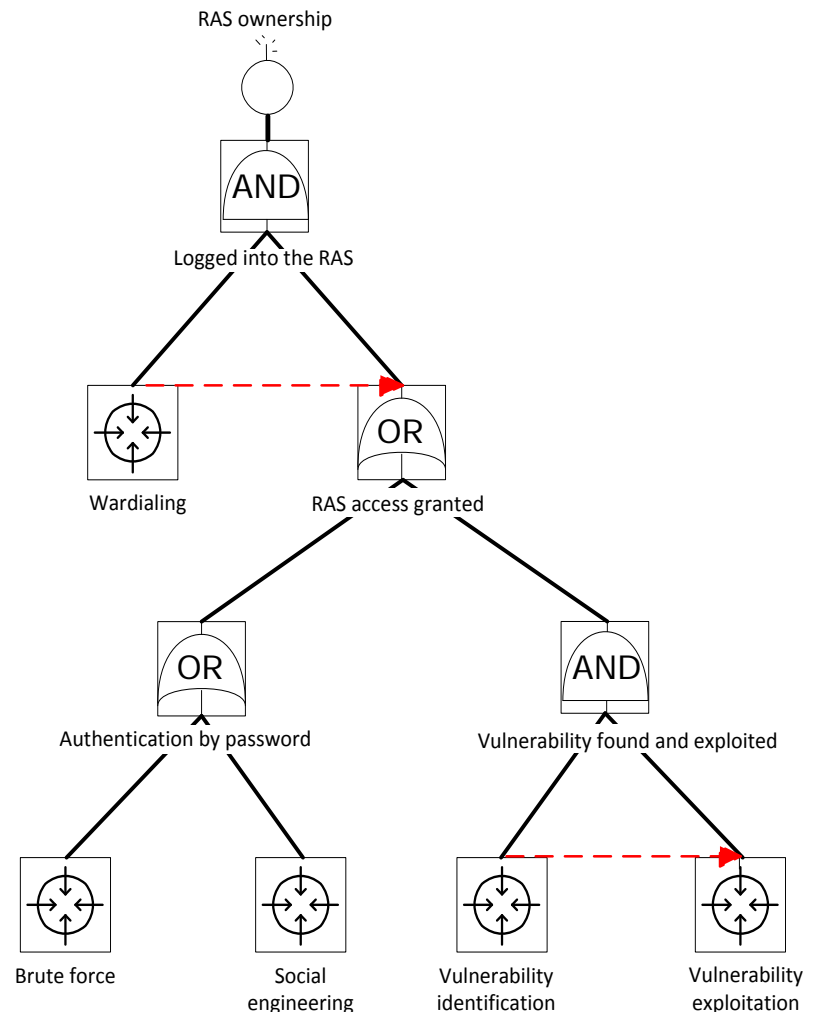 RAS ownership
AND
Logged into the RAS
OR
Wardialing
RAS access granted
OR
AND
Authentication by password
Vulnerability found and exploited
Brute force
Social
engineering
Vulnerability
identification
Vulnerability
exploitation